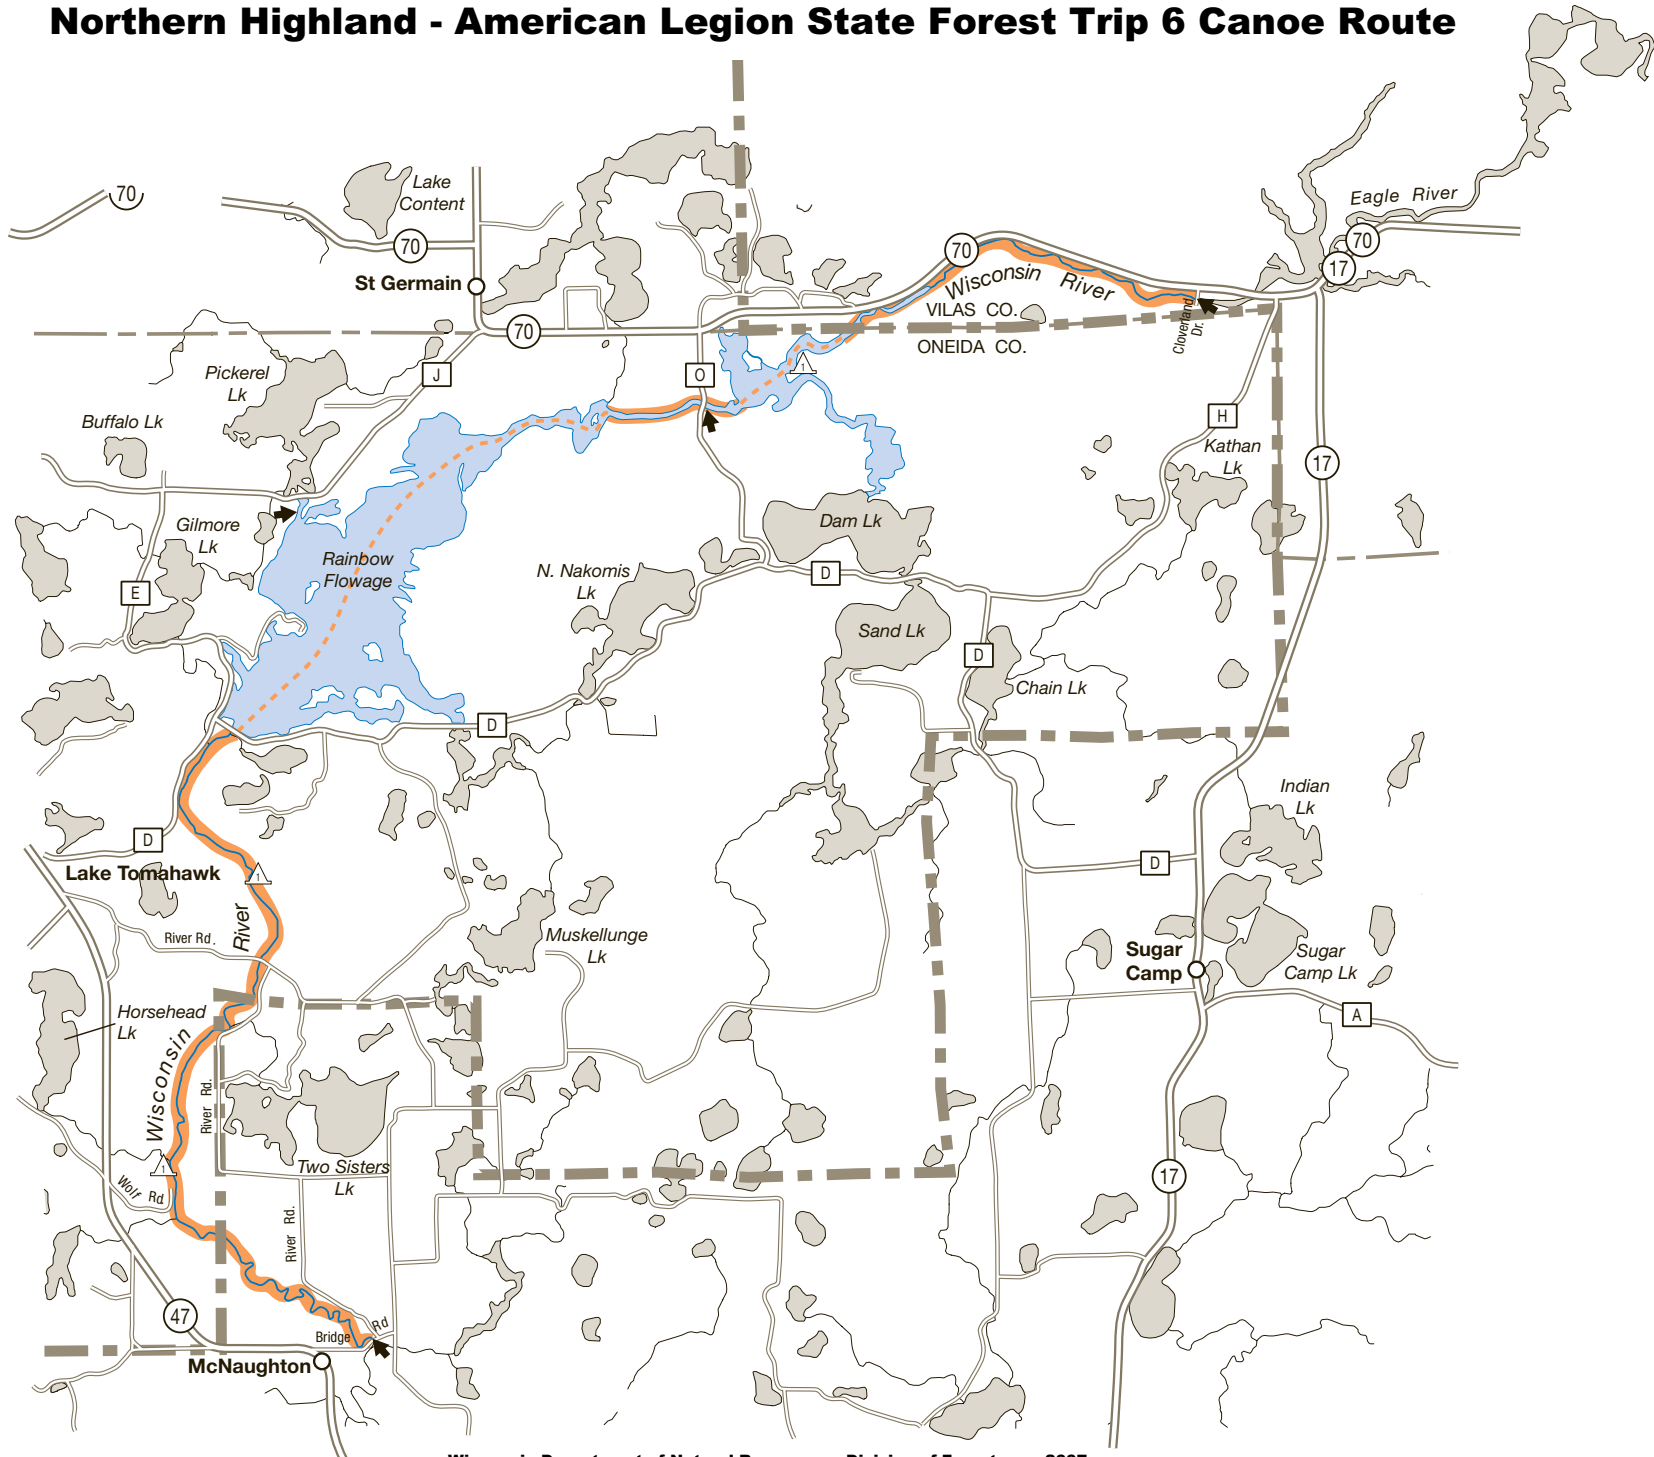 Northern Highland - American Legion State Forest Trip 6 Canoe Route
70
Lake
Content
70
St Germain
70
Eagle River
70
17
70
Wisconsin River
VILAS CO.
ONEIDA CO.
Cloverland
Dr.
Pickerel
Lk
J
O
1
H
Buffalo Lk
Kathan
Lk
17
Gilmore
Lk
Dam Lk
Rainbow
Flowage
N. Nakomis
Lk
D
E
Sand Lk
D
Chain Lk
D
Indian
Lk
D
Lake Tomahawk
1
D
River
River Rd.
Muskellunge
Lk
Sugar
Camp
Sugar
Camp Lk
Horsehead
Lk
A
Wisconsin
River Rd.
1
Two Sisters
Lk
Wolf Rd
17
River Rd.
47
Bridge Rd
McNaughton